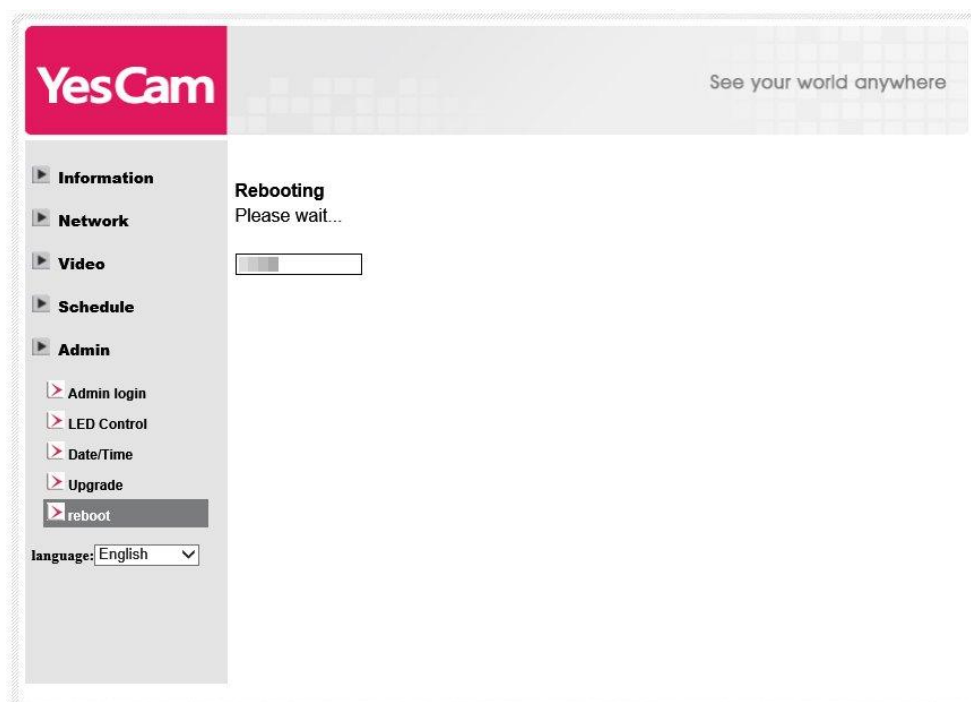 YesCam
See your world anywhere
Information
Network
Video
Schedule
Admin
Admin login
LED Control
Date/Time
Upgrade
reboot
language: English
Rebooting
Please wait...